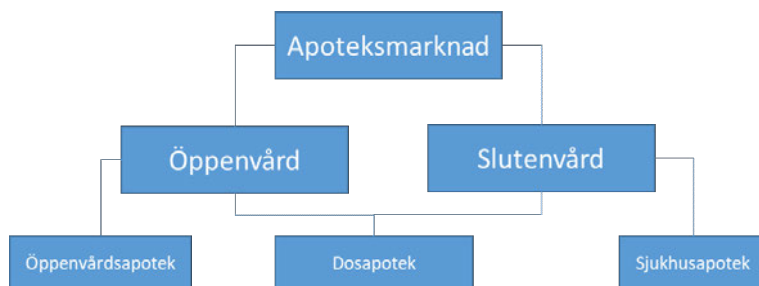 Apoteksmarknad
Öppenvård
Slutenvård
Öppenvårdsapotek
Dosapotek
Sjukhusapotek